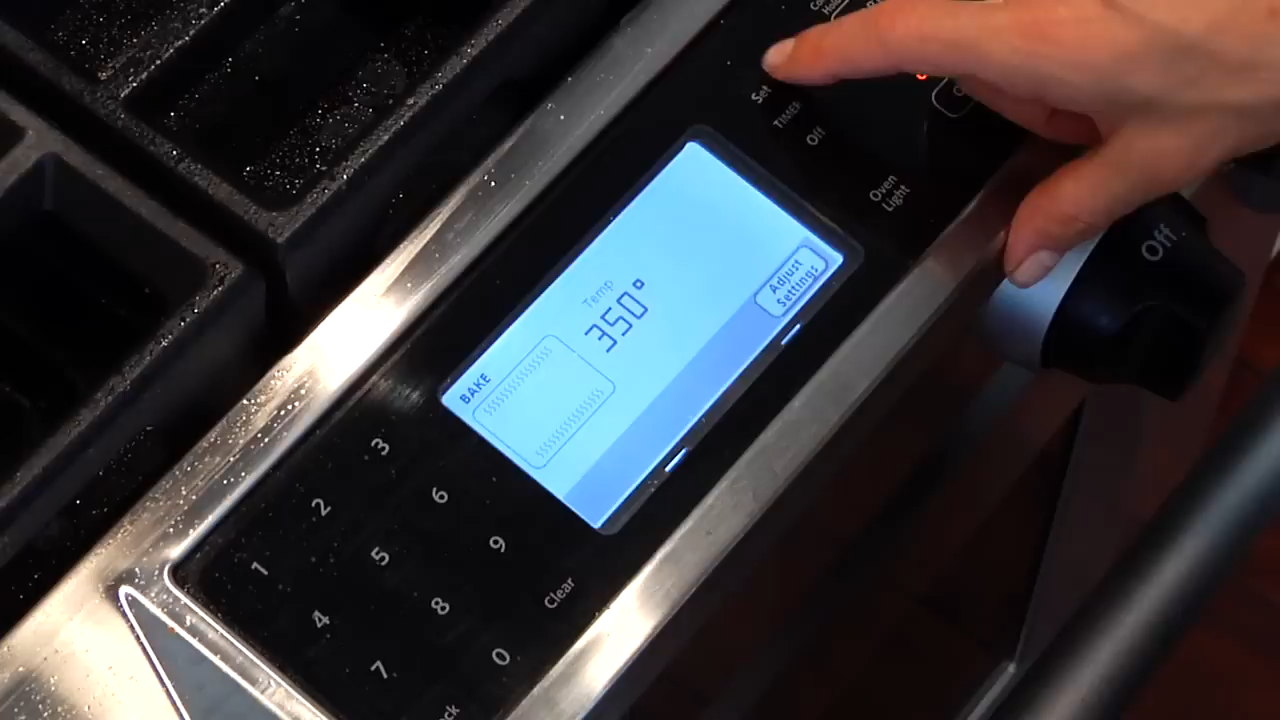 BAKE
Temp
350°
Adjust
Settings
Set
TIMER
Off
Oven
Light
Off
1 2 3
4 5 6
7 8 9
0
Clear